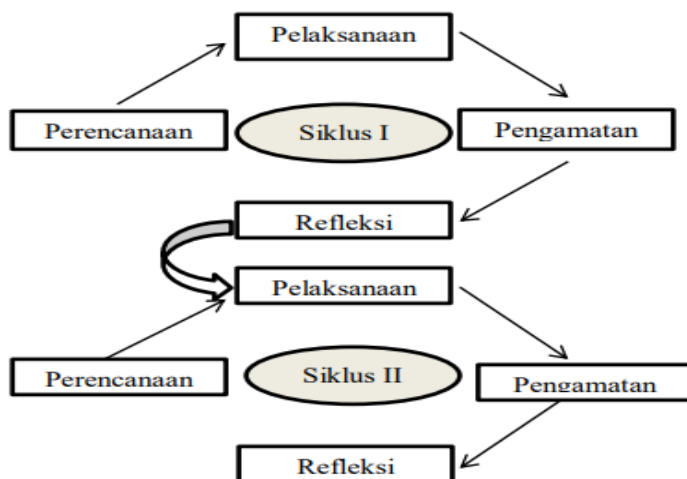 Pelaksanaan
Perencanaan
Siklus I
Pengamatan
Refleksi
Pelaksanaan
Perencanaan
Siklus II
Pengamatan
Refleksi